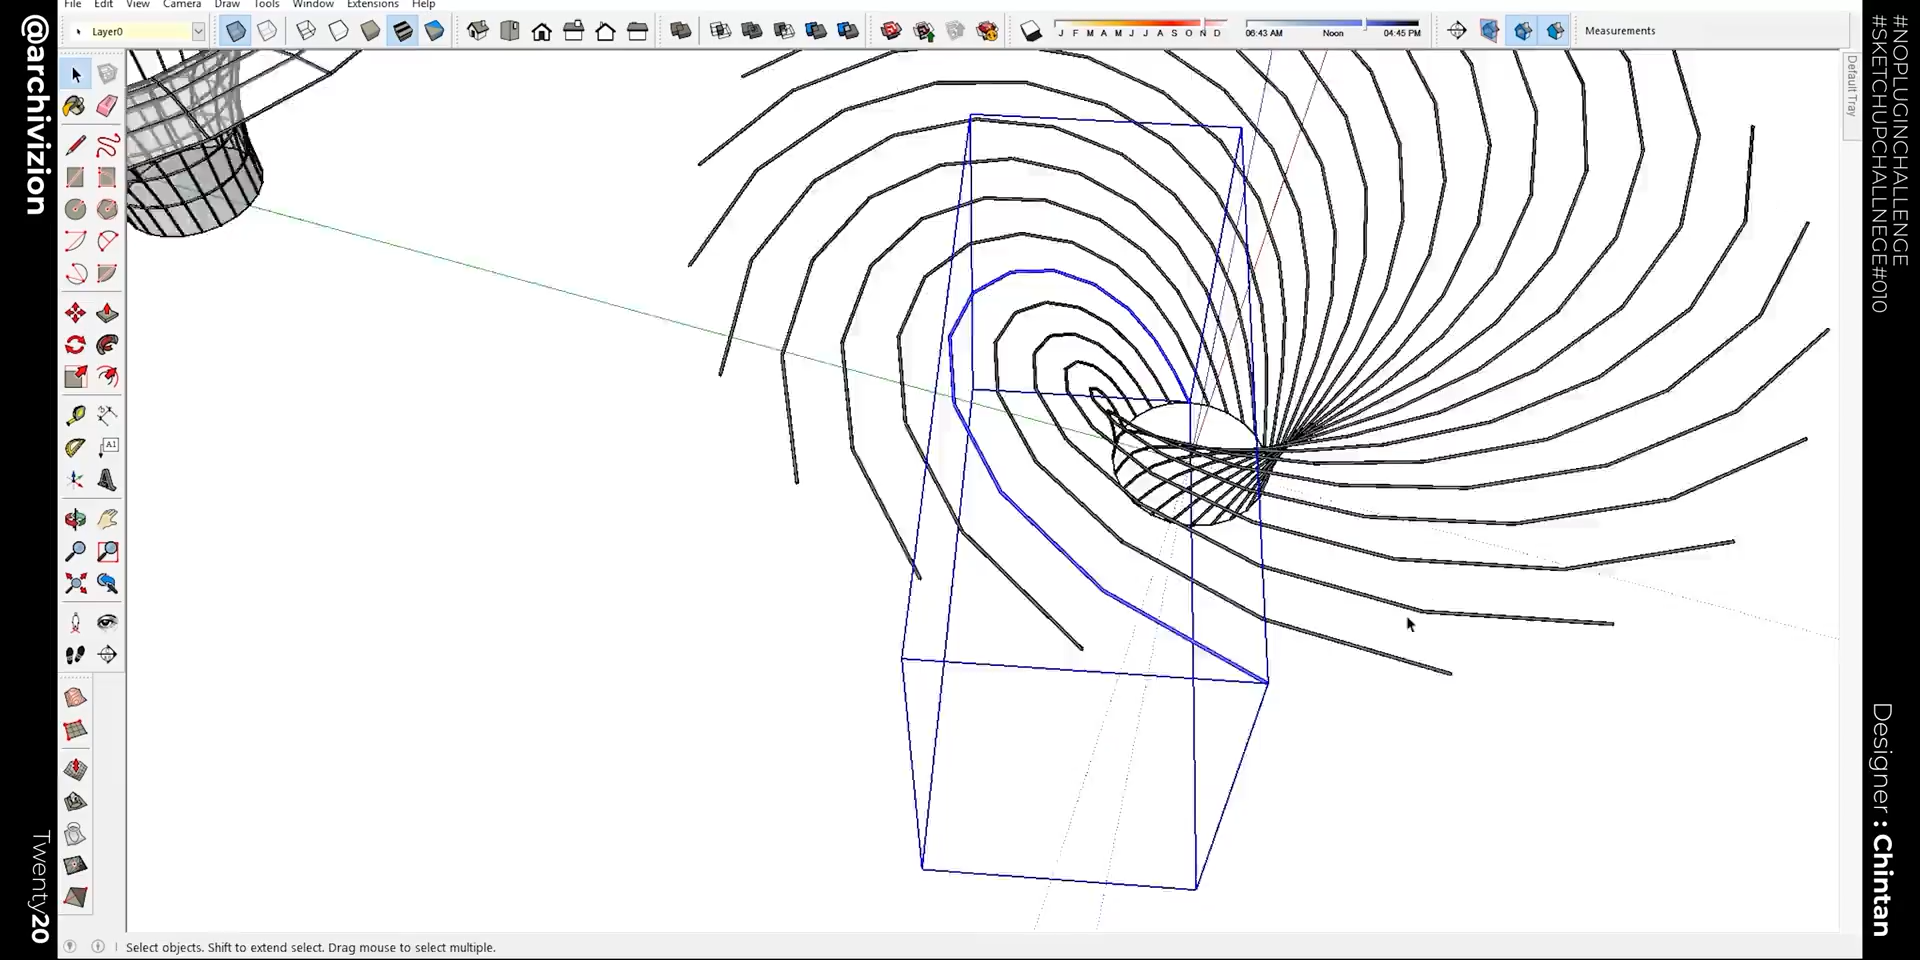 File Edit View Camera Draw Tools Window Extensions Help
Layer0
J F M A M J J A S O N D
06:43 AM Noon 04:45 PM
Measurements
Default Tray
A1
@archivizion
Twenty20
#NOPLUGINCHALLENGE
#SKETCHUPCHALLNEGE#010
Designer : Chintan
Select objects. Shift to extend select. Drag mouse to select multiple.